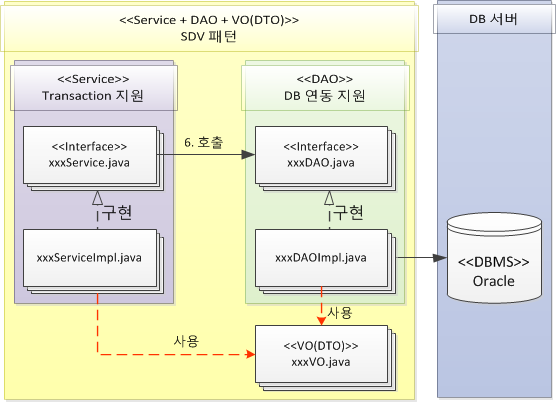 <<Service + DAO + VO(DTO)>>
SDV 패턴
DB 서버
<<Service>>
Transaction 지원
<<DAO>>
DB 연동 지원
<<Interface>>
xxxService.java
6. 호출
<<Interface>>
xxxDAO.java
구현
구현
xxxServiceImpl.java
xxxDAOImpl.java
<<DBMS>>
Oracle
사용
사용
<<VO(DTO)>>
xxxVO.java